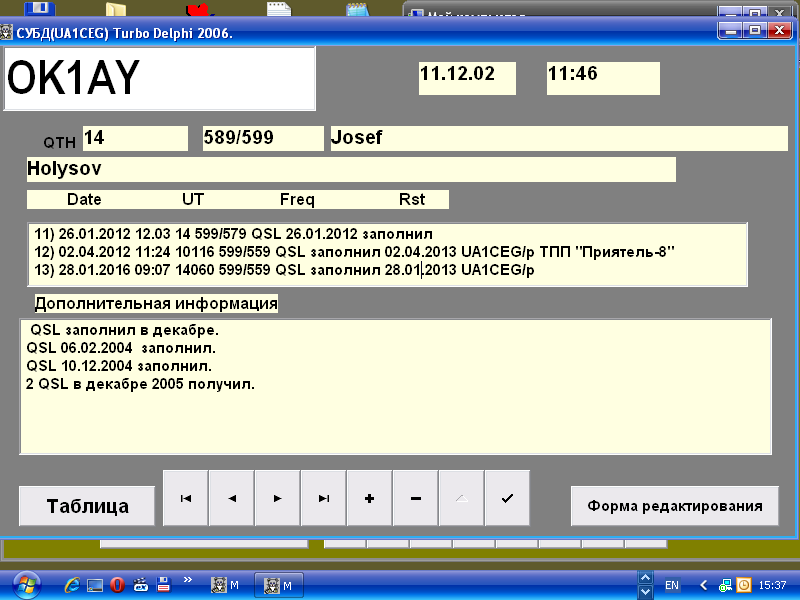 СУБД(UA1CEG) Turbo Delphi 2006.
OK1AY
11.12.02 11:46
QTH 14 589/599 Josef
Holysov
Date UT Freq Rst
11) 26.01.2012 12.03 14 599/579 QSL 26.01.2012 заполнил
12) 02.04.2012 11:24 10116 599/559 QSL заполнил 02.04.2013 UA1CEG/p ТПП "Приятель-8"
13) 28.01.2016 09:07 14060 599/559 QSL заполнил 28.01.2013 UA1CEG/p
Дополнительная информация
QSL заполнил в декабре.
QSL 06.02.2004 заполнил.
QSL 10.12.2004 заполнил.
2 QSL в декабре 2005 получил.
Таблица Форма редактирования
М М EN 15:37